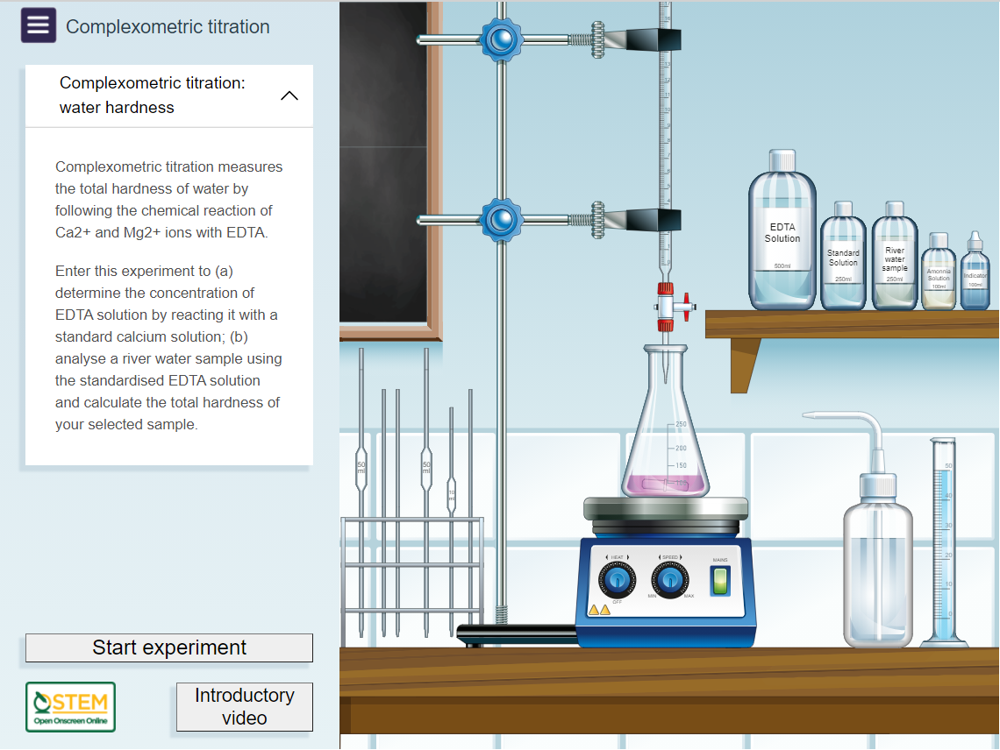 Complexometric titration
Complexometric titration:
water hardness
Complexometric titration measures
the total hardness of water by
following the chemical reaction of
Ca2+ and Mg2+ ions with EDTA.
Enter this experiment to (a)
determine the concentration of
EDTA solution by reacting it with a
standard calcium solution; (b)
analyse a river water sample using
the standardised EDTA solution
and calculate the total hardness of
your selected sample.
Start experiment
STEM
Open Onscreen Online
Introductory
video
EDTA
Solution
500ml
Standard
Solution
250ml
River
water
sample
250ml
Amonnia
Solution
100ml
Indicator
100ml
50
ml
50
ml
10
ml
250
200
150
100
HEAT
OFF
SPEED
MIN
MAX
MAINS
50
40
30
20
10
0